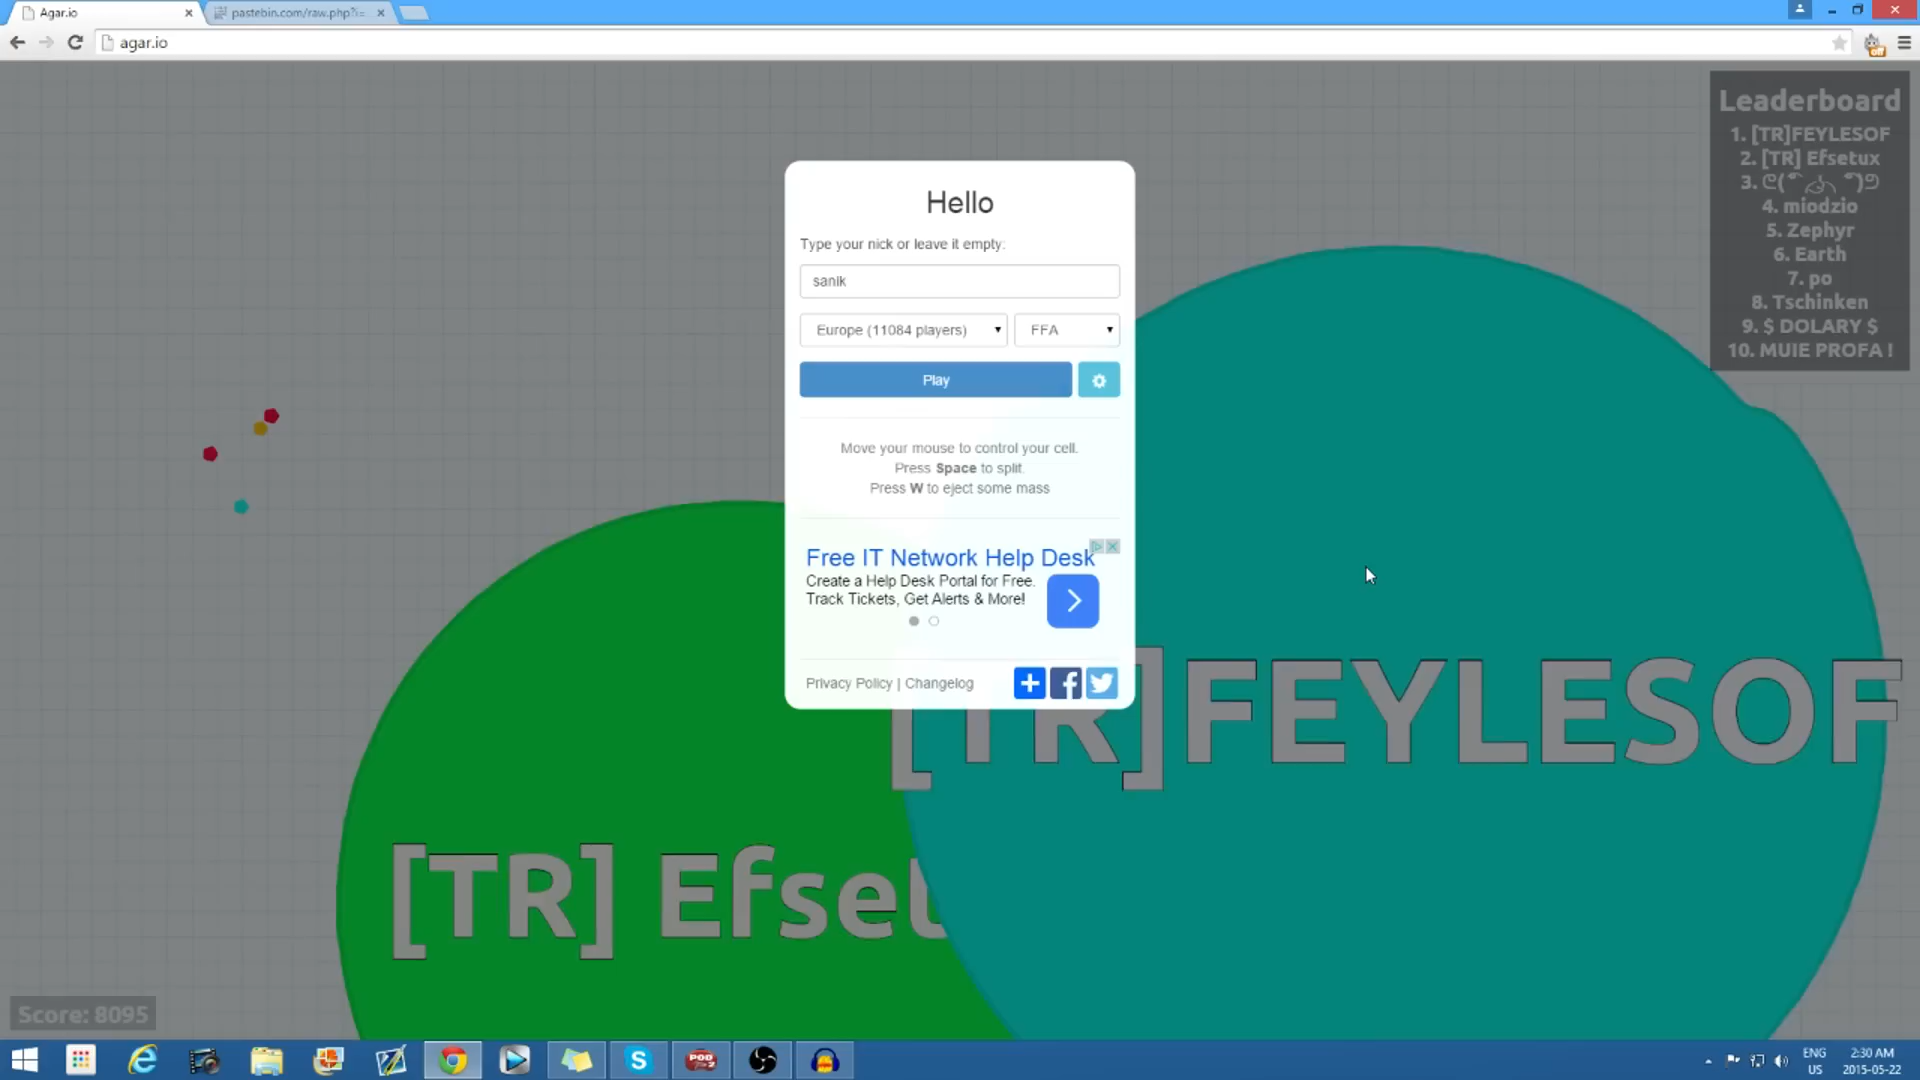 Agar.io
pastebin.com/raw.php?i=
agar.io
off
Leaderboard
1. [TR]FEYLESOF
2. [TR] Efsetux
4. miodzio
5. Zephyr
6. Earth
7. po
8. Tschinken
9. $ DOLARY $
10. MUIE PROFA !
Hello
Type your nick or leave it empty:
sanik
Europe (11084 players)
FFA
Play
Move your mouse to control your cell.
Press Space to split.
Press W to eject some mass
Free IT Network Help Desk
Create a Help Desk Portal for Free.
Track Tickets, Get Alerts & More!
Privacy Policy | Changelog
[TR]FEYLESOF
[TR] Efset
Score: 8095
ENG
US
2:30 AM
2015-05-22